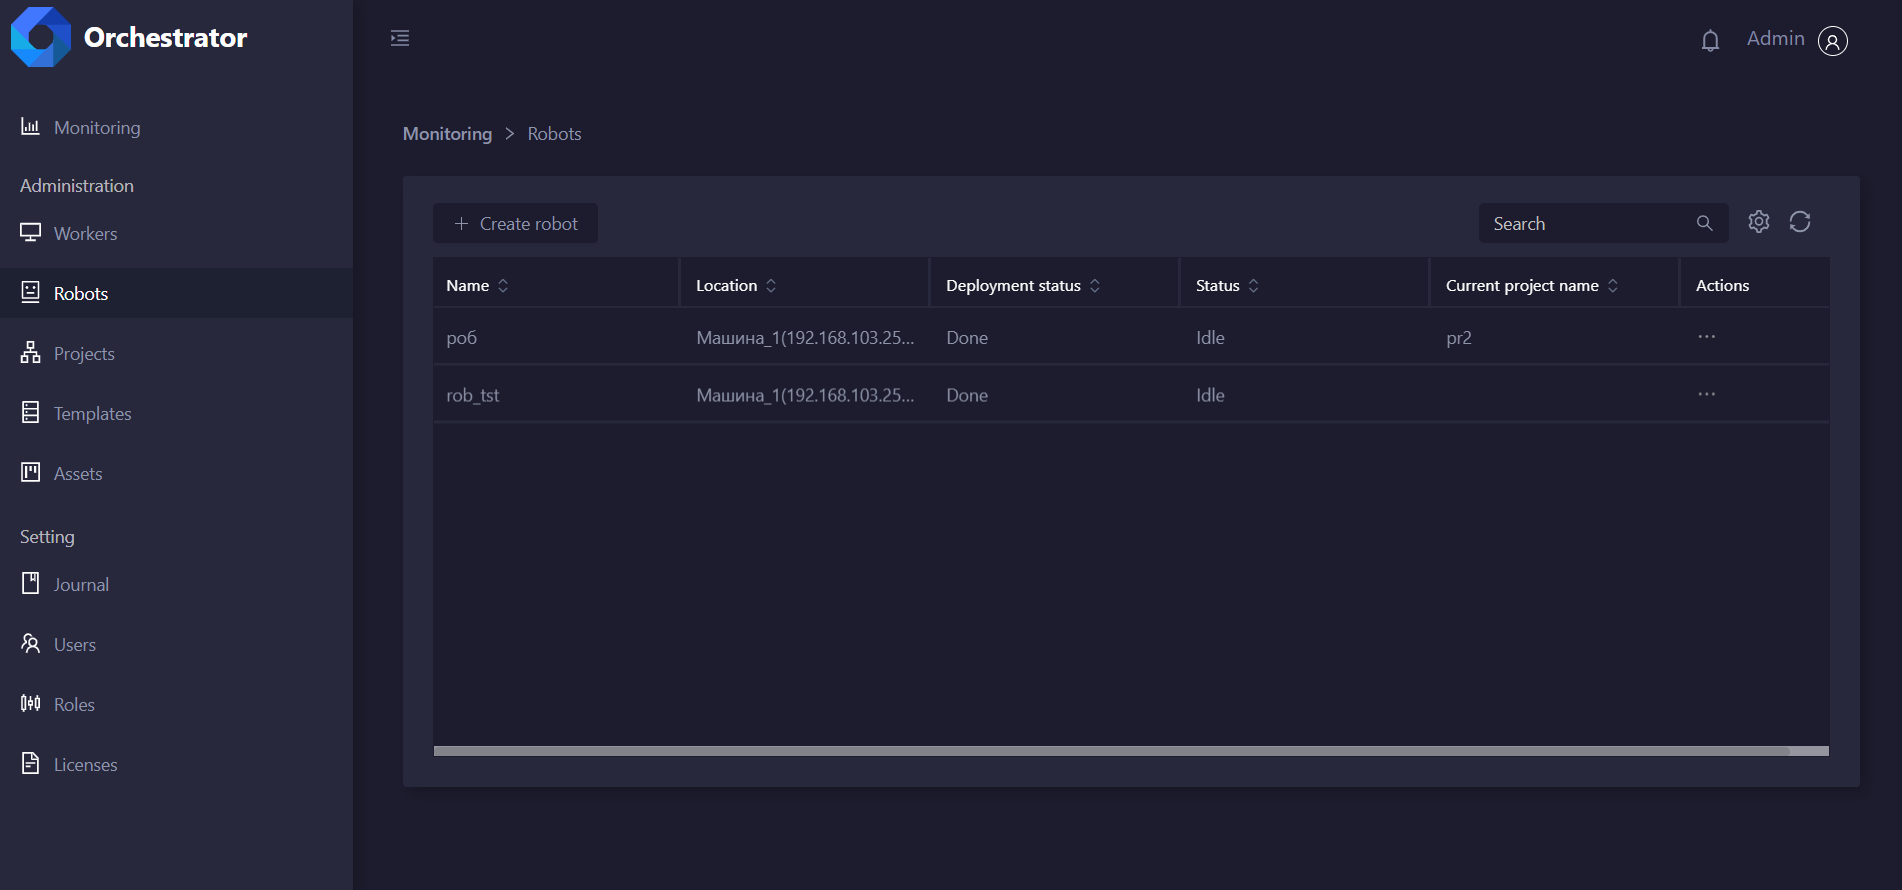 Orchestrator
Admin
Monitoring
Administration
Workers
Robots
Projects
Templates
Assets
Setting
Journal
Users
Roles
Licenses
Monitoring > Robots
+ Create robot
Search
Name Location Deployment status Status Current project name Actions
роб Машина_1(192.168.103.25... Done Idle pr2 ...
rob_tst Машина_1(192.168.103.25... Done Idle ...